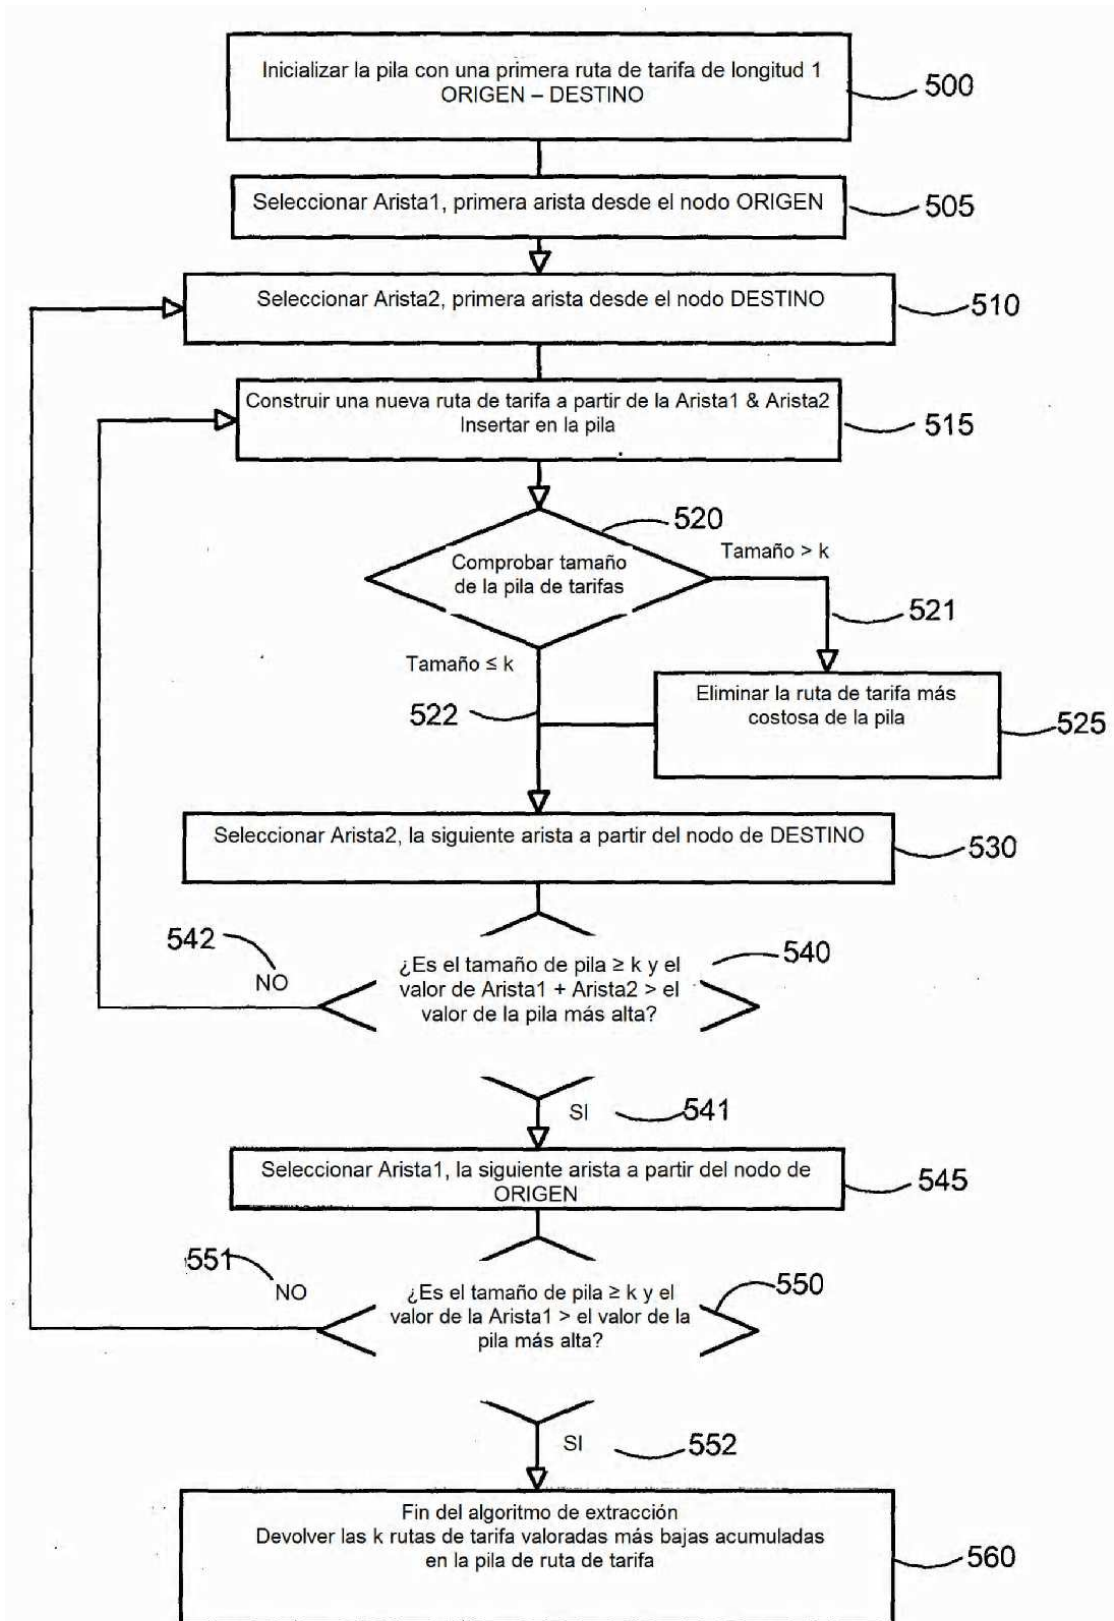 Inicializar la pila con una primera ruta de tarifa de longitud 1
ORIGEN – DESTINO
500
Seleccionar Arista1, primera arista desde el nodo ORIGEN
505
Seleccionar Arista2, primera arista desde el nodo DESTINO
510
Construir una nueva ruta de tarifa a partir de la Arista1 & Arista2
Insertar en la pila
515
520
Comprobar tamaño
de la pila de tarifas
Tamaño > k
521
Tamaño ≤ k
522
Eliminar la ruta de tarifa más
costosa de la pila
525
Seleccionar Arista2, la siguiente arista a partir del nodo de DESTINO
530
542
NO
¿Es el tamaño de pila ≥ k y el
valor de Arista1 + Arista2 > el
valor de la pila más alta?
540
SI
541
Seleccionar Arista1, la siguiente arista a partir del nodo de
ORIGEN
545
551
NO
¿Es el tamaño de pila ≥ k y el
valor de la Arista1 > el valor de la
pila más alta?
550
SI
552
Fin del algoritmo de extracción
Devolver las k rutas de tarifa valoradas más bajas acumuladas
en la pila de ruta de tarifa
560